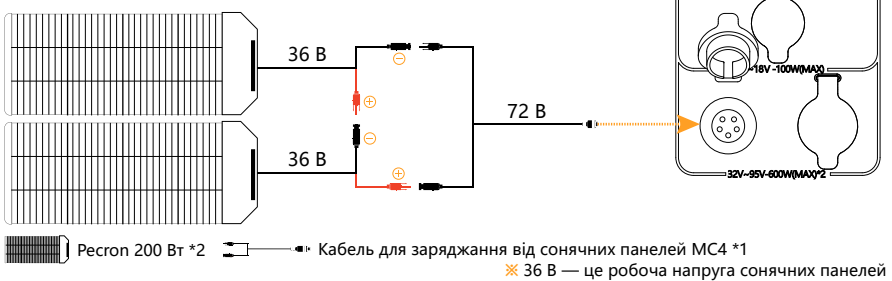 36 В
~18V -100W(MAX)
72 В
36 В
32V~95V-600W(MAX)*2
Pecron 200 Вт *2
Кабель для заряджання від сонячних панелей MC4 *1
※ 36 В — це робоча напруга сонячних панелей